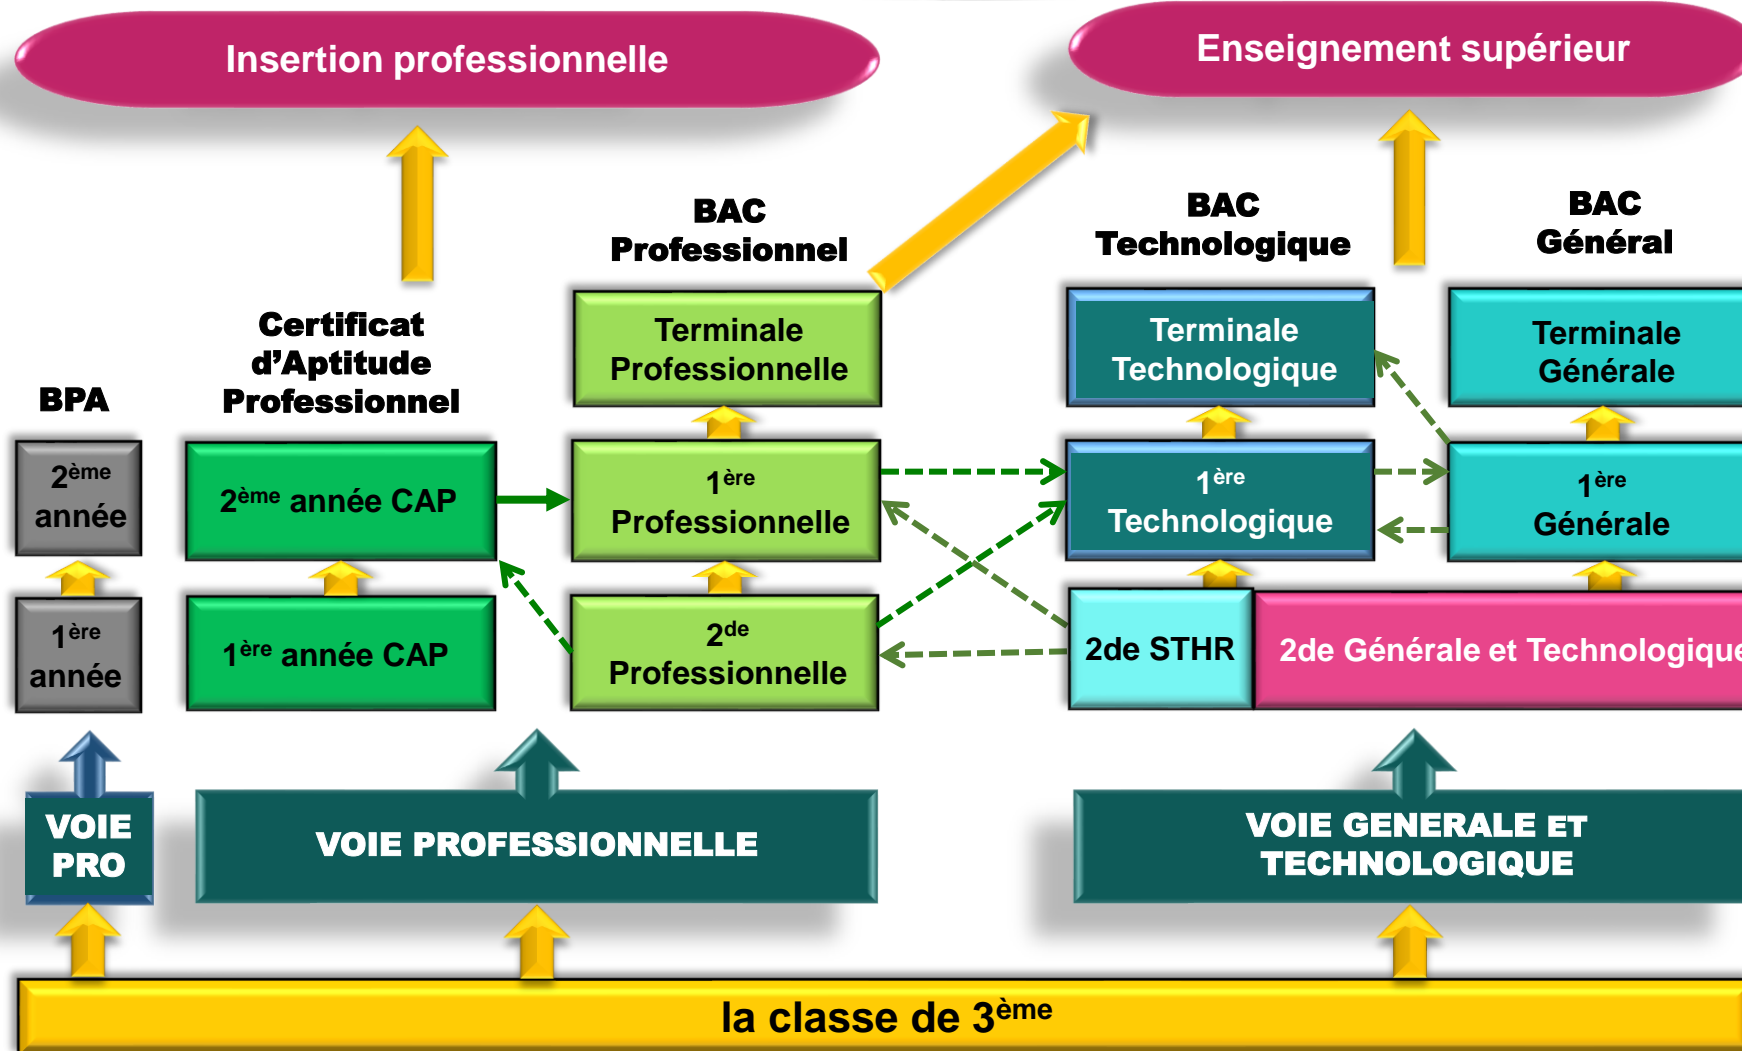 Insertion professionnelle
Enseignement supérieur
BAC
Professionnel
BAC
Technologique
BAC
Général
Certificat
d’Aptitude
Professionnel
BPA
Terminale
Professionnelle
Terminale
Technologique
Terminale
Générale
2ème
année
2ème année CAP
1ère
Professionnelle
1ère
Technologique
1ère
Générale
1ère
année
1ère année CAP
2de
Professionnelle
2de STHR
2de Générale et Technologique
VOIE
PRO
VOIE PROFESSIONNELLE
VOIE GENERALE ET
TECHNOLOGIQUE
la classe de 3ème